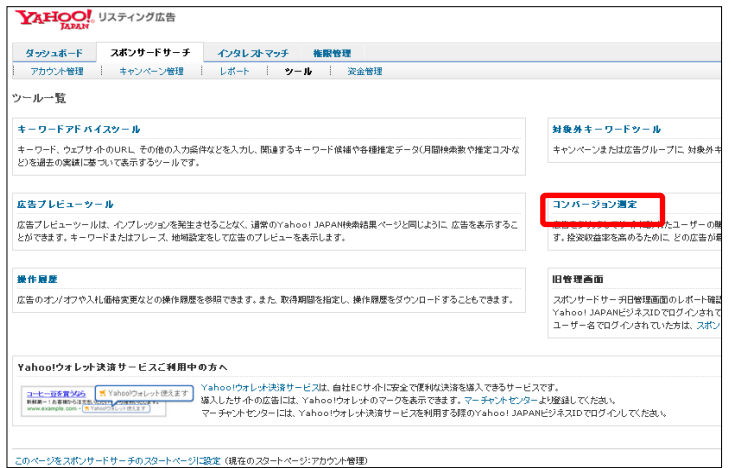 YAHOO! JAPAN リスティング広告
ダッシュボード スポンサードサーチ インタレストマッチ 権限管理
アカウント管理 キャンペーン管理 レポート ツール 資金管理
ツール一覧
キーワードアドバイスツール
キーワード、ウェブサイトのURL、その他の入力条件などを入力し、関連するキーワード候補や各種推定データ(月間検索数や推定コストな
ど)を過去の実績に基づいて表示するツールです。
対象外キーワードツール
キャンペーンまたは広告グループに、対象外キ
広告プレビューツール
広告プレビューツールは、インプレッションを発生させることなく、通常のYahoo! JAPAN検索結果ページと同じように、広告を表示するこ
とができます。キーワードまたはフレーズ、地域設定をして広告のプレビューを表示します。
コンバージョン測定
たユーザーの購
す。投資収益率を高めるために、どの広告が最
操作履歴
広告のオン/オフや入札価格変更などの操作履歴を参照できます。また、取得期間を指定し、操作履歴をダウンロードすることもできます。
旧管理画面
スポンサードサーチ旧管理画面のレポート確認
Yahoo! JAPANビジネスIDでログインされて
ユーザー名でログインされていた方は、スポン
Yahoo!ウォレット決済サービスご利用中の方へ
コーヒー豆を買うなら Yahoo!ウォレット使えます
www.example.com - Yahoo!ウォレット使えます
Yahoo!ウォレット決済サービスは、自社ECサイトに安全で便利な決済を導入できるサービスです。
導入したサイトの広告には、Yahoo!ウォレットのマークを表示できます。マーチャントセンターより登録してください。
マーチャントセンターには、Yahoo!ウォレット決済サービスを利用する際のYahoo! JAPANビジネスIDでログインしてください。
このページをスポンサードサーチのスタートページに設定 (現在のスタートページ:アカウント管理)